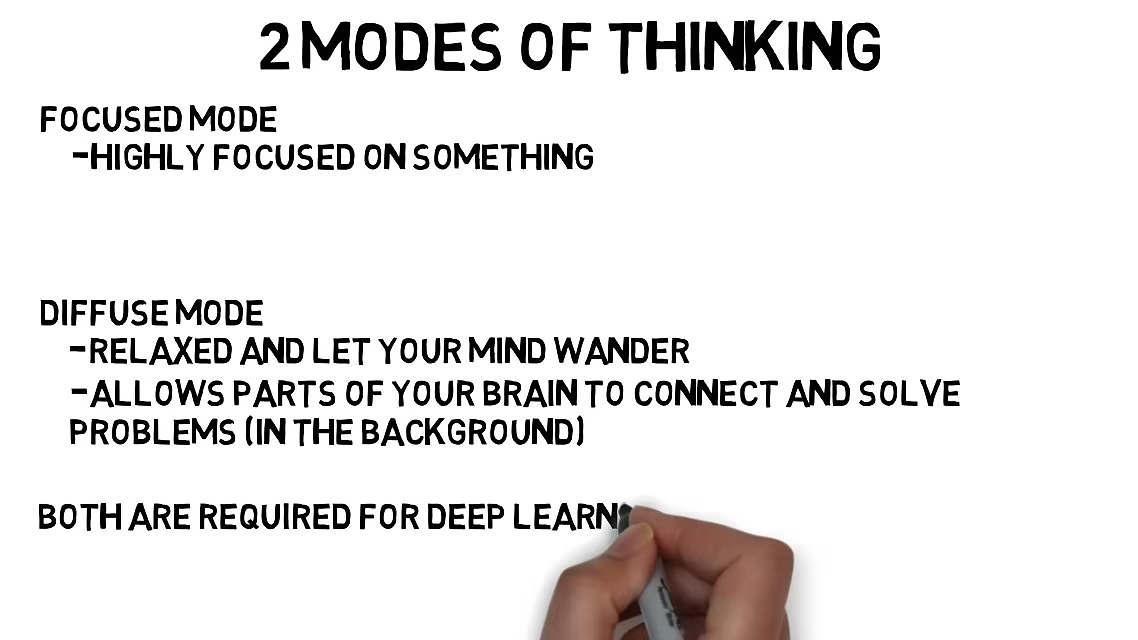 2 MODES OF THINKING
FOCUSED MODE
-HIGHLY FOCUSED ON SOMETHING
DIFFUSE MODE
-RELAXED AND LET YOUR MIND WANDER
-ALLOWS PARTS OF YOUR BRAIN TO CONNECT AND SOLVE
PROBLEMS (IN THE BACKGROUND)
BOTH ARE REQUIRED FOR DEEP LEARN